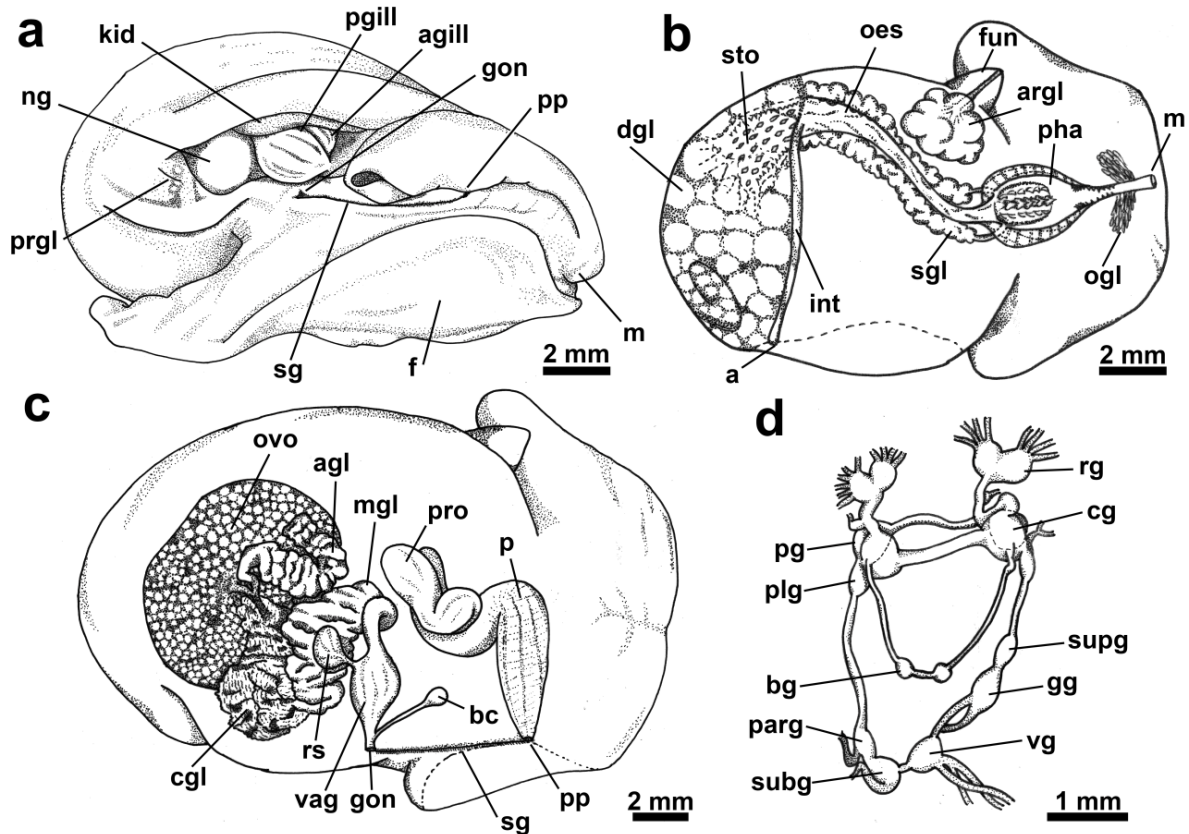 a
kid
pgill
agill
gon
pp
ng
prgl
sg
f
m
2 mm
b
sto
oes
fun
argl
pha
m
dgl
sgl
ogl
int
a
2 mm
c
ovo
agl
mgl
pro
p
bc
rs
cgl
vag
gon
sg
pp
2 mm
d
rg
cg
pg
plg
supg
bg
gg
parg
vg
subg
1 mm